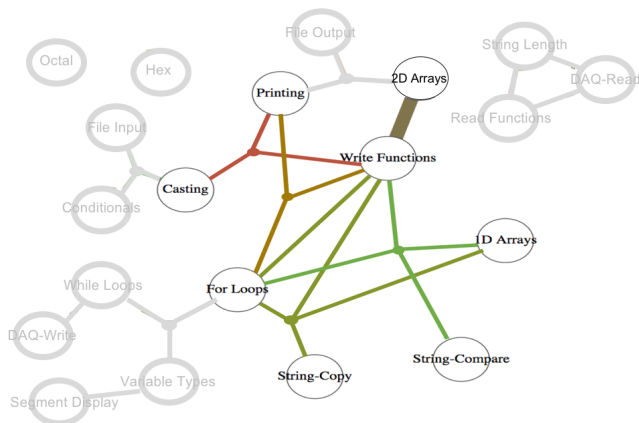 File Output
String Length
Octal
Hex
2D Arrays
DAQ-Read
Printing
File Input
Read Functions
Write Functions
Casting
Conditionals
1D Arrays
While Loops
For Loops
DAQ-Write
String-Compare
String-Copy
Variable Types
Segment Display